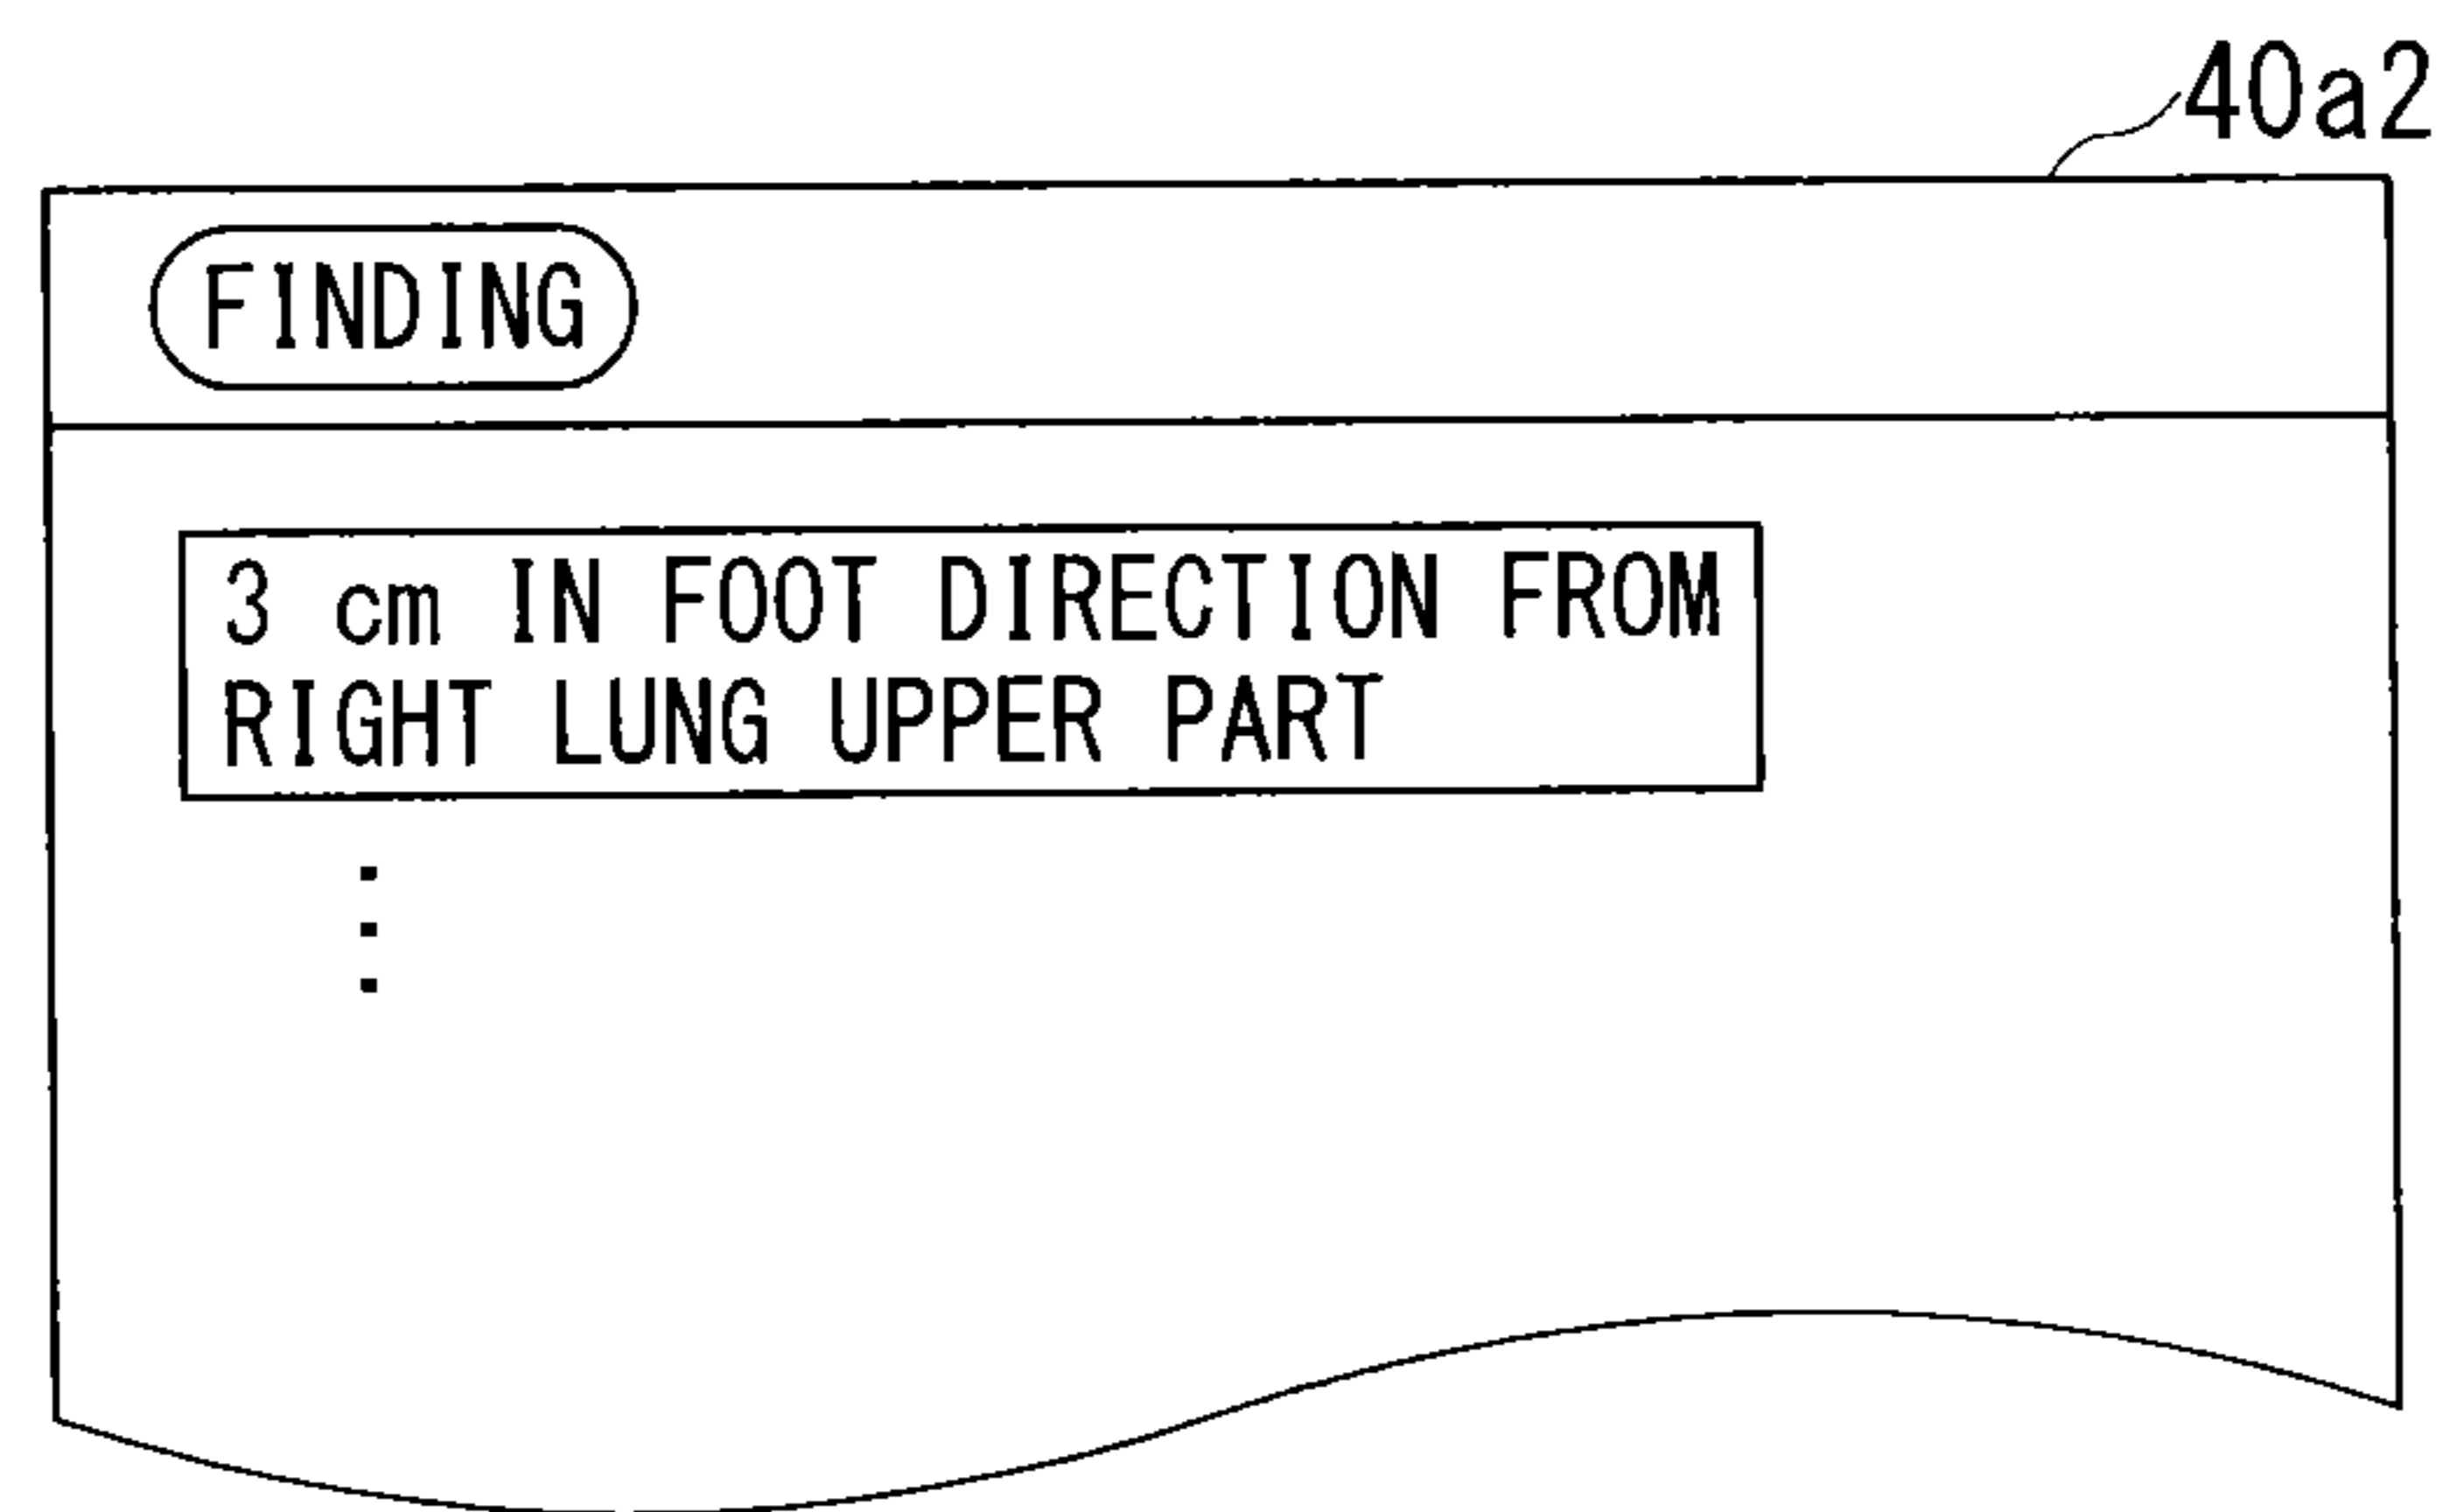 40a2
FINDING
3 cm IN FOOT DIRECTION FROM
RIGHT LUNG UPPER PART